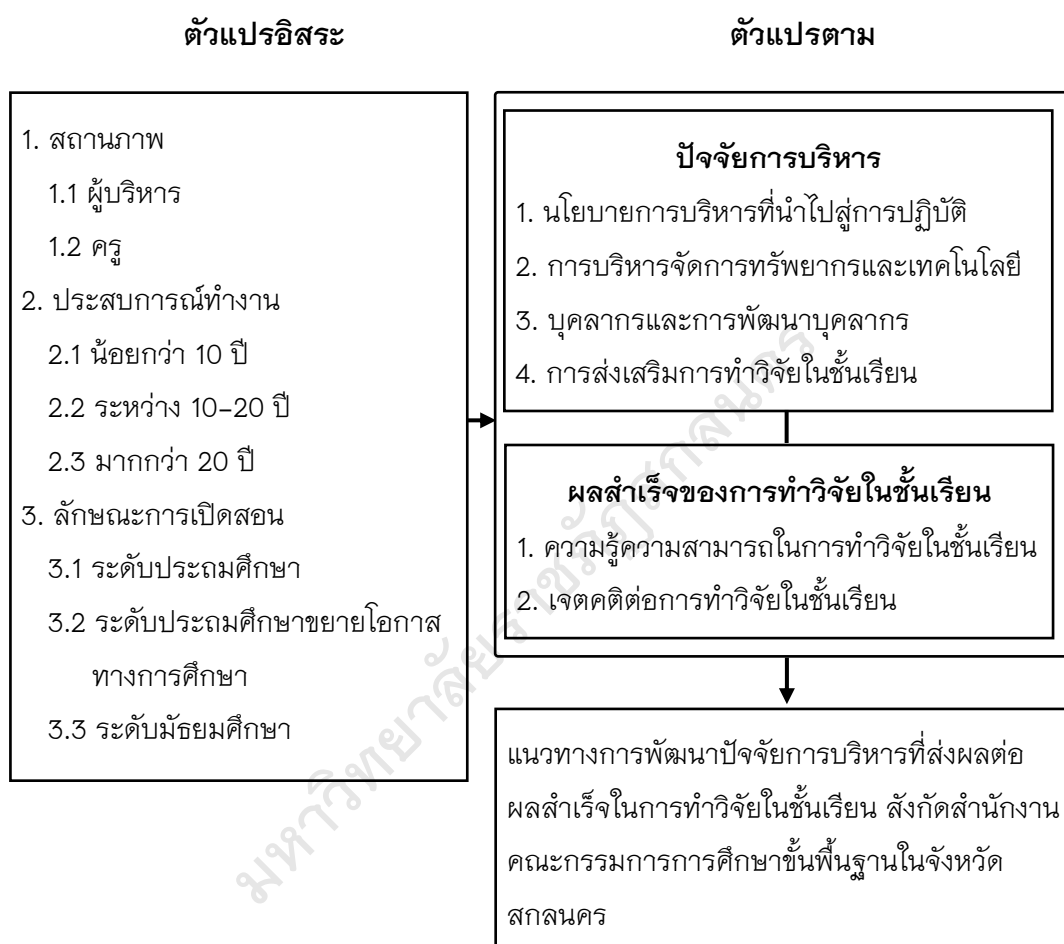 ตัวแปรอิสระ
ตัวแปรตาม
1. สถานภาพ
1.1 ผู้บริหาร
1.2 ครู
2. ประสบการณ์ทำงาน
2.1 น้อยกว่า 10 ปี
2.2 ระหว่าง 10–20 ปี
2.3 มากกว่า 20 ปี
3. ลักษณะการเปิดสอน
3.1 ระดับประถมศึกษา
3.2 ระดับประถมศึกษาขยายโอกาส
ทางการศึกษา
3.3 ระดับมัธยมศึกษา
ปัจจัยการบริหาร
1. นโยบายการบริหารที่นำไปสู่การปฏิบัติ
2. การบริหารจัดการทรัพยากรและเทคโนโลยี
3. บุคลากรและการพัฒนาบุคลากร
4. การส่งเสริมการทำวิจัยในชั้นเรียน
ผลสำเร็จของการทำวิจัยในชั้นเรียน
1. ความรู้ความสามารถในการทำวิจัยในชั้นเรียน
2. เจตคติต่อการทำวิจัยในชั้นเรียน
แนวทางการพัฒนาปัจจัยการบริหารที่ส่งผลต่อ
ผลสำเร็จในการทำวิจัยในชั้นเรียน สังกัดสำนักงาน
คณะกรรมการการศึกษาขั้นพื้นฐานในจังหวัด
สกลนคร
มหาวิทยาลัยราชภัฏสกลนคร